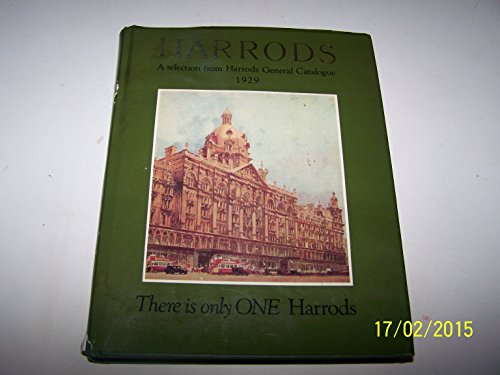 HARRODS
A selection from Harrods General Catalogue
1929
There is only ONE Harrods
17/02/2015